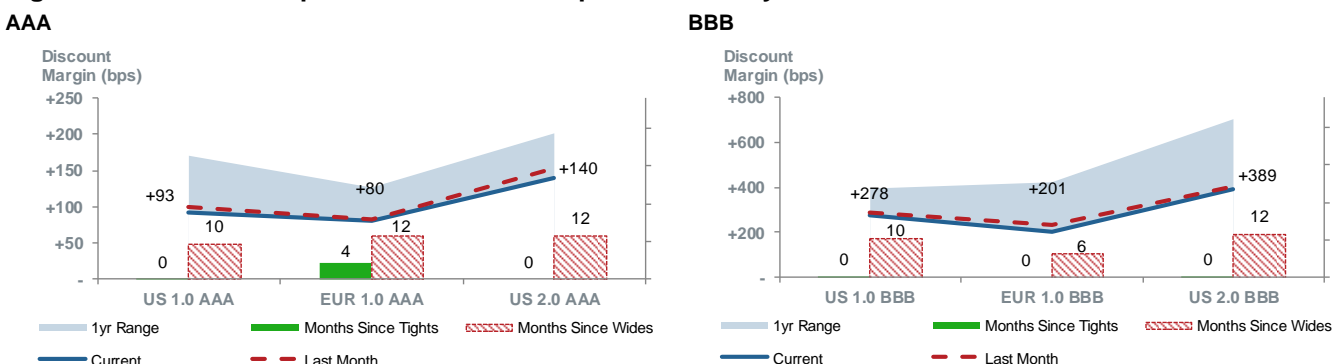 AAA
Discount
Margin (bps)
+250
+200
+150
+100
+50
-
+93
+80
+140
10
12
12
0
4
0
US 1.0 AAA
EUR 1.0 AAA
US 2.0 AAA
1yr Range
Months Since Tights
Months Since Wides
Current
Last Month
BBB
Discount
Margin (bps)
+800
+600
+400
+200
-
+278
+201
+389
10
6
12
0
0
0
US 1.0 BBB
EUR 1.0 BBB
US 2.0 BBB
1yr Range
Months Since Tights
Months Since Wides
Current
Last Month